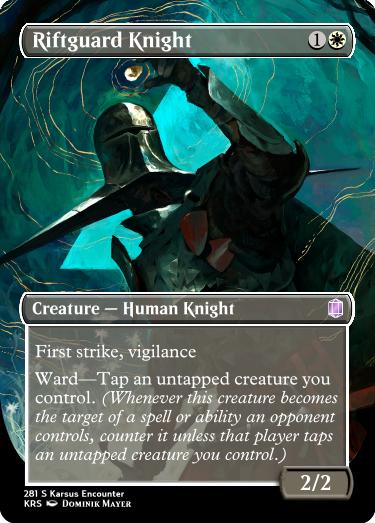 Riftguard Knight 1
Creature — Human Knight
First strike, vigilance
Ward—Tap an untapped creature you
control. (Whenever this creature becomes
the target of a spell or ability an opponent
controls, counter it unless that player taps
an untapped creature you control.)
2/2
281 S Karsus Encounter
KRS Dominik Mayer